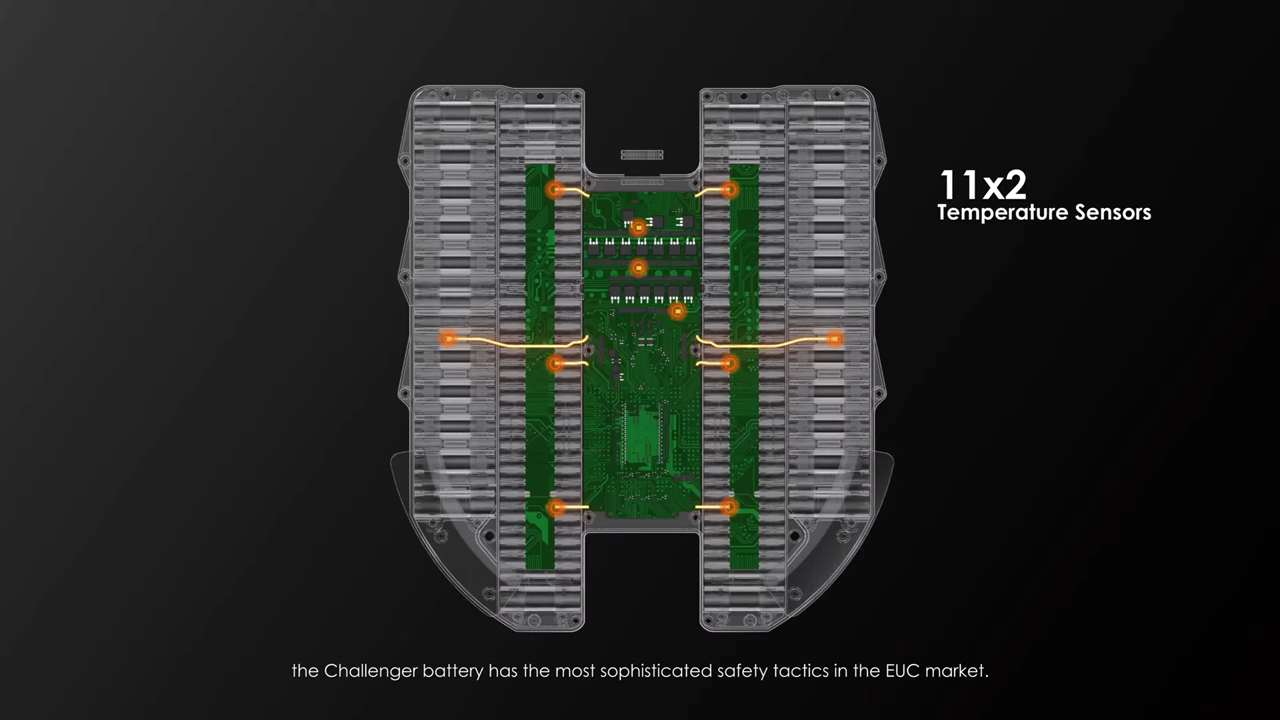 11x2
Temperature Sensors
the Challenger battery has the most sophisticated safety tactics in the EUC market.